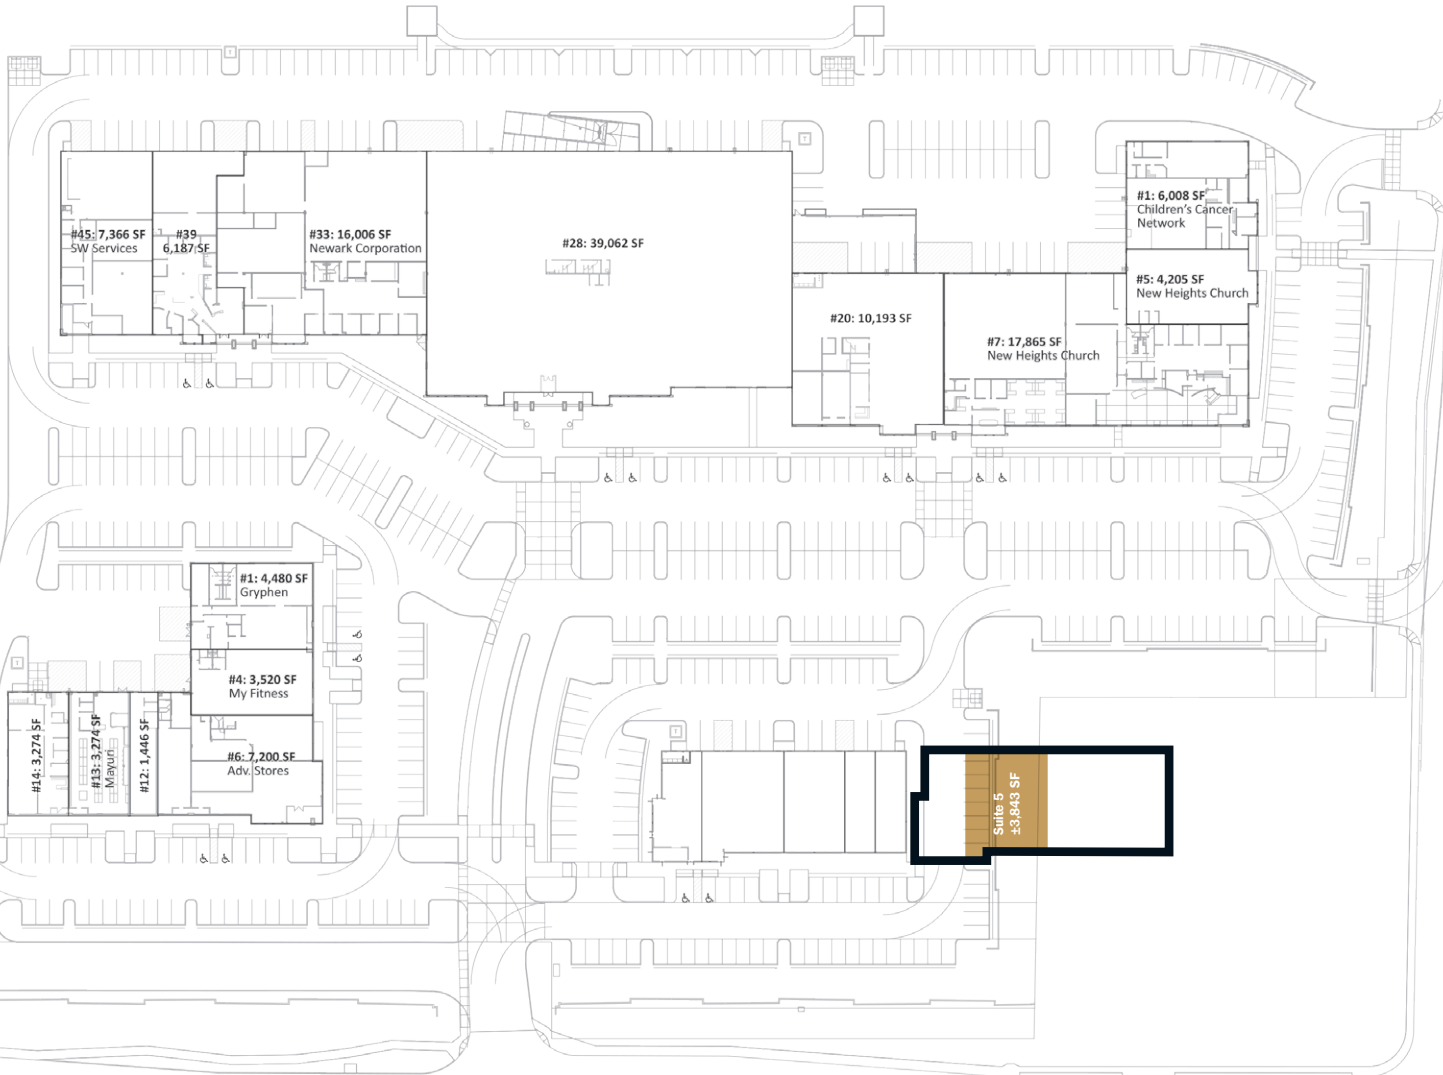 #45: 7,366 SF
SW Services
#39
6,187 SF
#33: 16,006 SF
Newark Corporation
#28: 39,062 SF
#20: 10,193 SF
#7: 17,865 SF
New Heights Church
#1: 6,008 SF
Children's Cancer
Network
#5: 4,205 SF
New Heights Church
#1: 4,480 SF
Gryphen
#4: 3,520 SF
My Fitness
#6: 7,200 SF
Adv. Stores
#14: 3,274 SF
#13: 3,274 SF
Mayuri
#12: 1,446 SF
Suite 5
±3,843 SF